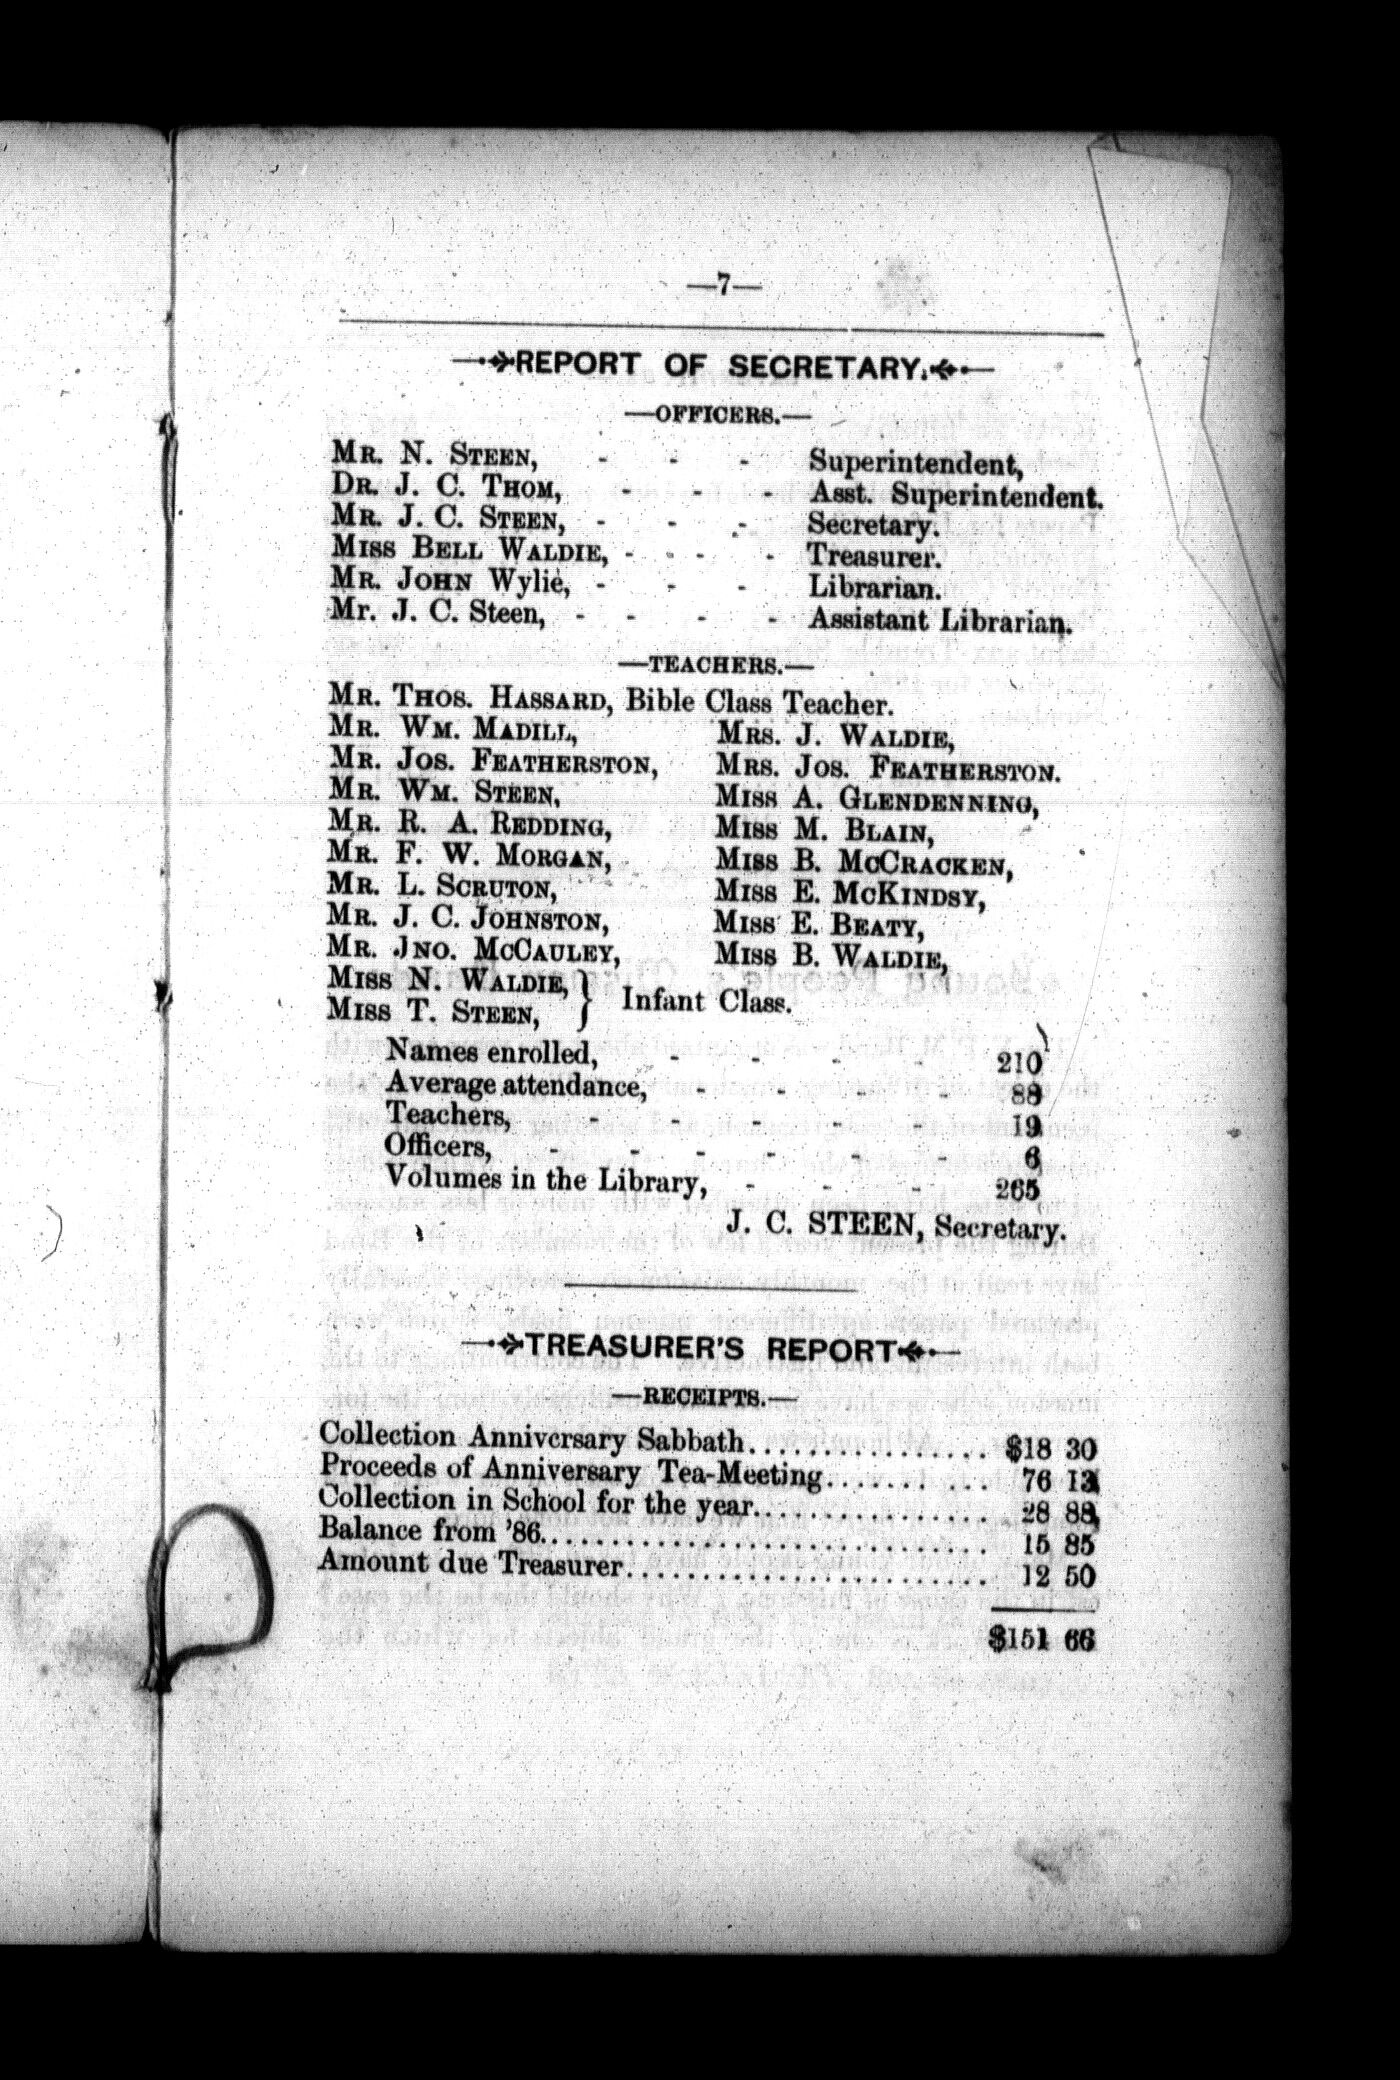 —7—
REPORT OF SECRETARY.
—OFFICERS.—
MR. N. STEEN, - - - Superintendent,
DR. J. C. THOM, - - - Asst. Superintendent.
MR. J. C. STEEN, - - - Secretary.
MISS BELL WALDIE, - - - - Treasurer.
MR. JOHN Wylie, - - - Librarian.
Mr. J. C. Steen, - - - - Assistant Librarian.
—TEACHERS.—
MR. THOS. HASSARD, Bible Class Teacher.
MR. WM. MADILL, MRS. J. WALDIE,
MR. JOS. FEATHERSTON, MRS. JOS. FEATHERSTON.
MR. WM. STEEN, MISS A. GLENDENNING,
MR. R. A. REDDING, MISS M. BLAIN,
MR. F. W. MORGAN, MISS B. MCCRACKEN,
MR. L. SCRUTON, MISS E. MCKINDSY,
MR. J. C. JOHNSTON, MISS E. BEATY,
MR. JNO. MCCAULEY, MISS B. WALDIE,
MISS N. WALDIE, } Infant Class.
MISS T. STEEN,
Names enrolled, - - - - 210
Average attendance, - - - - 88
Teachers, - - - - - 19
Officers, - - - - - - 6
Volumes in the Library, - - - 265
J. C. STEEN, Secretary.
TREASURER'S REPORT
—RECEIPTS.—
Collection Anniversary Sabbath................ $18 30
Proceeds of Anniversary Tea-Meeting....... ... 76 13
Collection in School for the year................ 28 88
Balance from '86.............................. 15 85
Amount due Treasurer........................ 12 50
$151 66